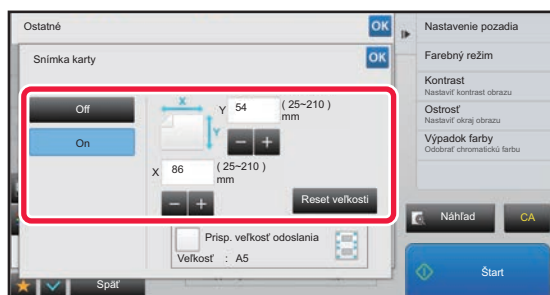 Ostatné
OK
Snímka karty
OK
Off
On
X
Y
Y 54 ( 25~210 ) mm
X 86 ( 25~210 ) mm
Reset veľkosti
Prisp. veľkosť odoslania
Veľkosť : A5
Späť
Nastavenie pozadia
Farebný režim
Kontrast
Nastaviť kontrast obrazu
Ostrosť
Nastaviť okraj obrazu
Výpadok farby
Odobrať chromatickú farbu
Náhľad
CA
Štart